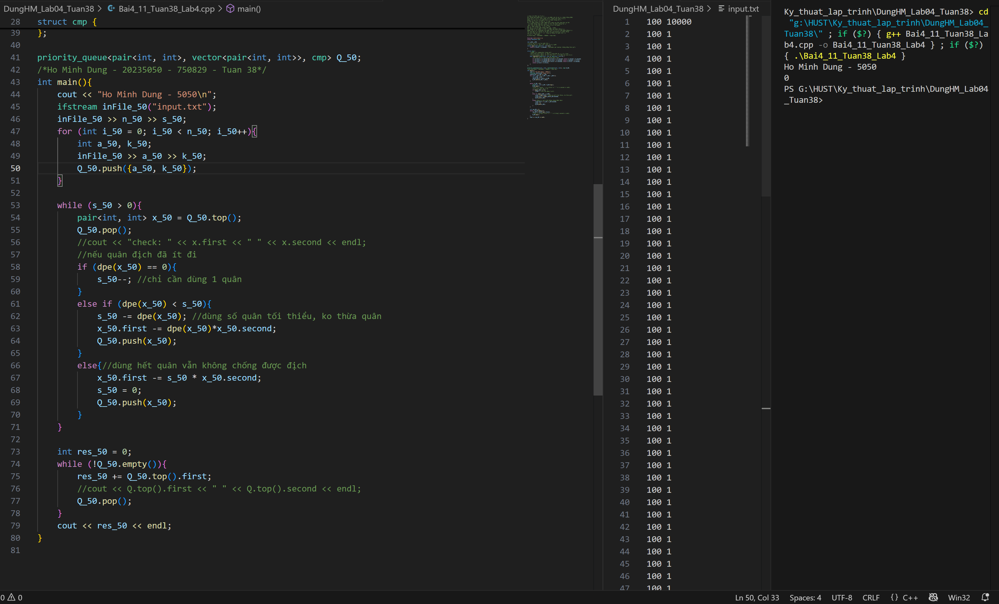 DungHM_Lab04_Tuan38 > Bai4_11_Tuan38_Lab4.cpp > main()
28 struct cmp {
39 };
40
41 priority_queue<pair<int, int>, vector<pair<int, int>>, cmp> Q_50;
42 /*Ho Minh Dung - 20235050 - 750829 - Tuan 38*/
43 int main(){
44 cout << "Ho Minh Dung - 5050\n";
45 ifstream inFile_50("input.txt");
46 inFile_50 >> n_50 >> s_50;
47 for (int i_50 = 0; i_50 < n_50; i_50++){
48 int a_50, k_50;
49 inFile_50 >> a_50 >> k_50;
50 Q_50.push({a_50, k_50});
51 }
52
53 while (s_50 > 0){
54 pair<int, int> x_50 = Q_50.top();
55 Q_50.pop();
56 //cout << "check: " << x.first << " " << x.second << endl;
57 //nếu quân địch đã ít đi
58 if (dpe(x_50) == 0){
59 s_50--; //chỉ cần dùng 1 quân
60 }
61 else if (dpe(x_50) < s_50){
62 s_50 -= dpe(x_50); //dùng số quân tối thiểu, ko thừa quân
63 x_50.first -= dpe(x_50)*x_50.second;
64 Q_50.push(x_50);
65 }
66 else{//dùng hết quân vẫn không chống được địch
67 x_50.first -= s_50 * x_50.second;
68 s_50 = 0;
69 Q_50.push(x_50);
70 }
71 }
72
73 int res_50 = 0;
74 while (!Q_50.empty()){
75 res_50 += Q_50.top().first;
76 //cout << Q.top().first << " " << Q.top().second << endl;
77 Q_50.pop();
78 }
79 cout << res_50 << endl;
80 }
81
DungHM_Lab04_Tuan38 > input.txt
1 100 10000
2 100 1
3 100 1
4 100 1
5 100 1
6 100 1
7 100 1
8 100 1
9 100 1
10 100 1
11 100 1
12 100 1
13 100 1
14 100 1
15 100 1
16 100 1
17 100 1
18 100 1
19 100 1
20 100 1
21 100 1
22 100 1
23 100 1
24 100 1
25 100 1
26 100 1
27 100 1
28 100 1
29 100 1
30 100 1
31 100 1
32 100 1
33 100 1
34 100 1
35 100 1
36 100 1
37 100 1
38 100 1
39 100 1
40 100 1
41 100 1
42 100 1
43 100 1
44 100 1
45 100 1
46 100 1
47 100 1
Ky_thuat_lap_trinh\DungHM_Lab04_Tuan38> cd
"g:\HUST\Ky_thuat_lap_trinh\DungHM_Lab04_
Tuan38\" ; if ($?) { g++ Bai4_11_Tuan38_La
b4.cpp -o Bai4_11_Tuan38_Lab4 } ; if ($?)
{ .\Bai4_11_Tuan38_Lab4 }
Ho Minh Dung - 5050
0
PS G:\HUST\Ky_thuat_lap_trinh\DungHM_Lab04
_Tuan38>
0 0
Ln 50, Col 33 Spaces: 4 UTF-8 CRLF {} C++ Win32